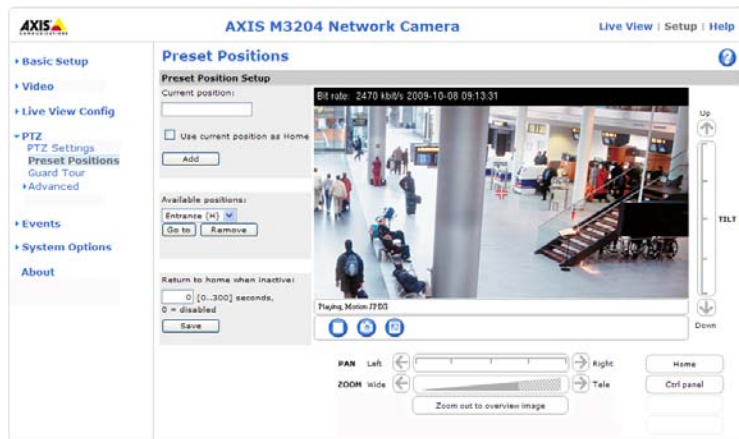 AXIS
COMMUNICATIONS
AXIS M3204 Network Camera
Live View | Setup | Help
Basic Setup
Video
Live View Config
PTZ
PTZ Settings
Preset Positions
Guard Tour
Advanced
Events
System Options
About
Preset Positions
Preset Position Setup
Current position:
Use current position as Home
Add
Available positions:
Entrance (H)
Go to Remove
Return to home when inactive:
0 [0..300] seconds,
0 = disabled
Save
Bit rate: 2470 kbit/s 2009-10-08 09:13:31
Playing, Motion JPEG
Up
TILT
Down
PAN Left Right
ZOOM Wide Tele
Zoom out to overview image
Home
Ctrl panel